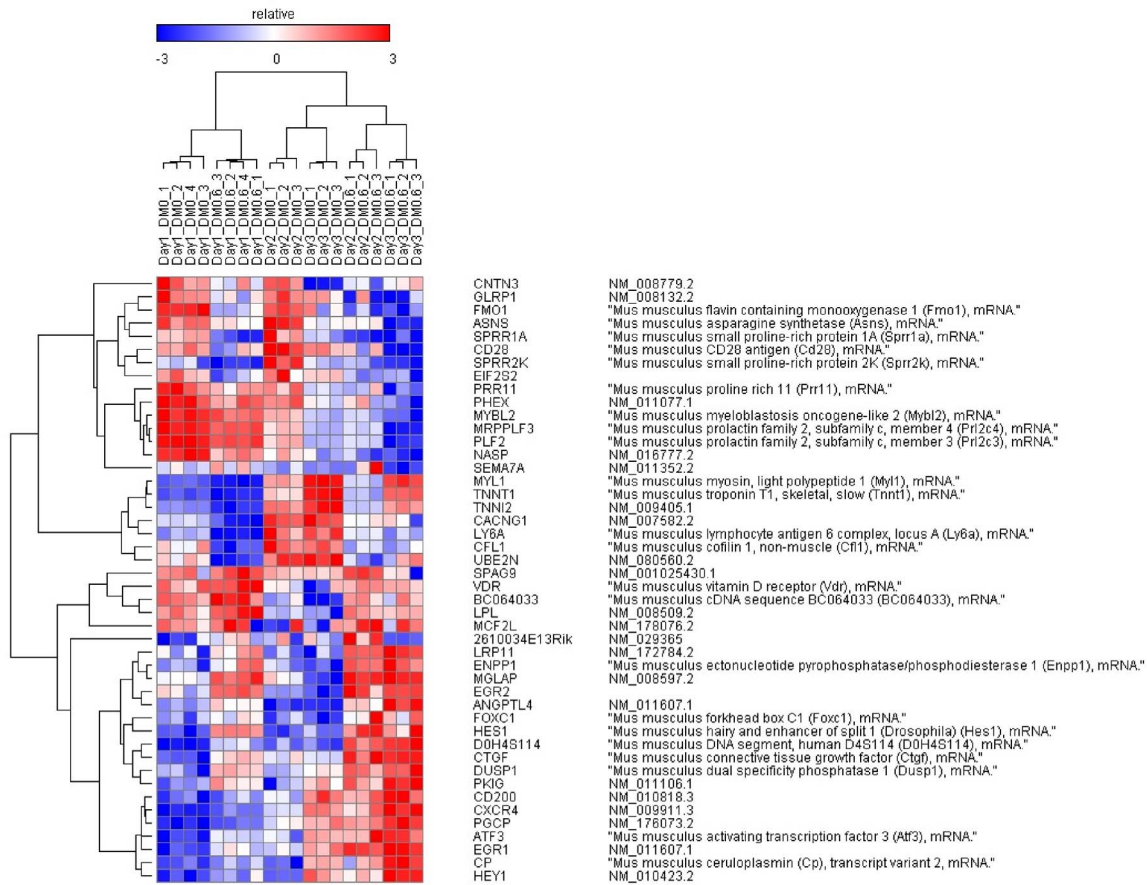 relative
-3 0 3
Day1_DM0_1
Day1_DM0_2
Day1_DM0_4
Day1_DM0_3
Day1_DM0.6_3
Day1_DM0.6_2
Day1_DM0.6_4
Day1_DM0.6_1
Day2_DM0_1
Day2_DM0_2
Day2_DM0_3
Day3_DM0_1
Day3_DM0_2
Day3_DM0_3
Day2_DM0.6_1
Day2_DM0.6_2
Day2_DM0.6_3
Day3_DM0.6_1
Day3_DM0.6_2
Day3_DM0.6_3
CNTN3 NM_008779.2
GLRP1 NM_008132.2
FMO1 "Mus musculus flavin containing monooxygenase 1 (Fmo1), mRNA."
ASNS "Mus musculus asparagine synthetase (Asns), mRNA."
SPRR1A "Mus musculus small proline-rich protein 1A (Sprr1a), mRNA."
CD28 "Mus musculus CD28 antigen (Cd28), mRNA."
SPRR2K "Mus musculus small proline-rich protein 2K (Sprr2k), mRNA."
EIF2S2
PRR11 "Mus musculus proline rich 11 (Prr11), mRNA."
PHEX NM_011077.1
MYBL2 "Mus musculus myeloblastosis oncogene-like 2 (Mybl2), mRNA."
MRPPLF3 "Mus musculus prolactin family 2, subfamily c, member 4 (Prl2c4), mRNA."
PLF2 "Mus musculus prolactin family 2, subfamily c, member 3 (Prl2c3), mRNA."
NASP NM_016777.2
SEMA7A NM_011352.2
MYL1 "Mus musculus myosin, light polypeptide 1 (Myl1), mRNA."
TNNT1 "Mus musculus troponin T1, skeletal, slow (Tnnt1), mRNA."
TNNI2 NM_009405.1
CACNG1 NM_007582.2
LY6A "Mus musculus lymphocyte antigen 6 complex, locus A (Ly6a), mRNA."
CFL1 "Mus musculus cofilin 1, non-muscle (Cfl1), mRNA."
UBE2N NM_080560.2
SPAG9 NM_001025430.1
VDR "Mus musculus vitamin D receptor (Vdr), mRNA."
BC064033 "Mus musculus cDNA sequence BC064033 (BC064033), mRNA."
LPL NM_008509.2
MCF2L NM_178076.2
2610034E13Rik NM_029365
LRP11 NM_172784.2
ENPP1 "Mus musculus ectonucleotide pyrophosphatase/phosphodiesterase 1 (Enpp1), mRNA."
MGLAP NM_008597.2
EGR2
ANGPTL4 NM_011607.1
FOXC1 "Mus musculus forkhead box C1 (Foxc1), mRNA."
HES1 "Mus musculus hairy and enhancer of split 1 (Drosophila) (Hes1), mRNA."
D0H4S114 "Mus musculus DNA segment, human D4S114 (D0H4S114), mRNA."
CTGF "Mus musculus connective tissue growth factor (Ctgf), mRNA."
DUSP1 "Mus musculus dual specificity phosphatase 1 (Dusp1), mRNA."
PKIG NM_011106.1
CD200 NM_010818.3
CXCR4 NM_009911.3
PGCP NM_176073.2
ATF3 "Mus musculus activating transcription factor 3 (Atf3), mRNA."
EGR1 NM_011607.1
CP "Mus musculus ceruloplasmin (Cp), transcript variant 2, mRNA."
HEY1 NM_010423.2